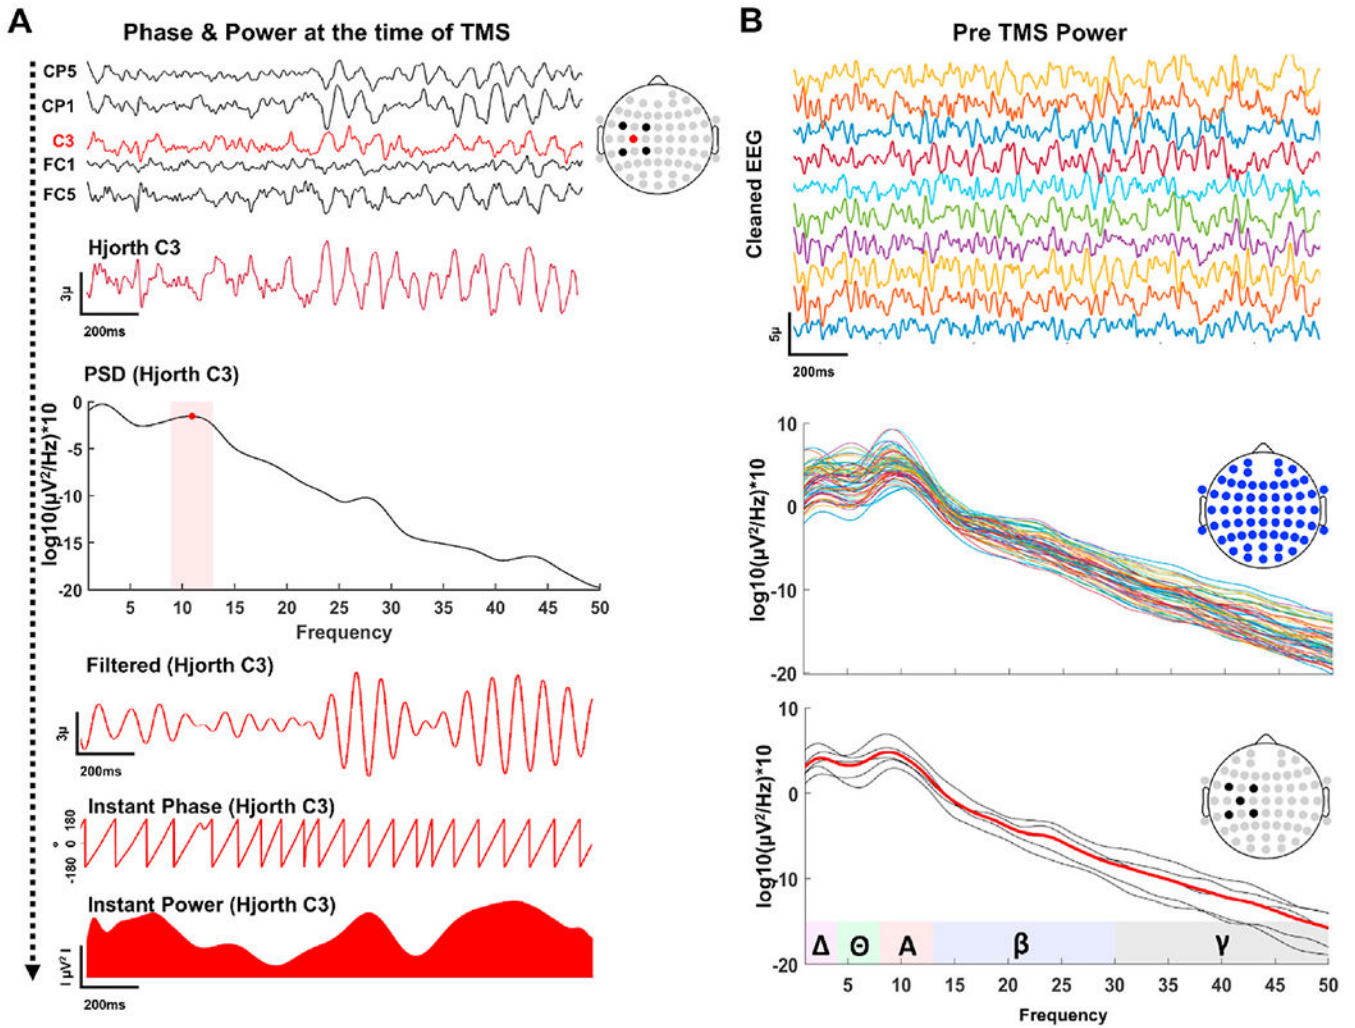 A
Phase & Power at the time of TMS
CP5
CP1
C3
FC1
FC5
Hjorth C3
3μ
200ms
PSD (Hjorth C3)
log10(μV²/Hz)*10
0
-5
-10
-15
-20
5 10 15 20 25 30 35 40 45 50
Frequency
Filtered (Hjorth C3)
3μ
200ms
Instant Phase (Hjorth C3)
-180 0 180
°
Instant Power (Hjorth C3)
200ms
B
Pre TMS Power
Cleaned EEG
5μ
200ms
log10(μV²/Hz)*10
10
0
-10
-20
log10(μV²/Hz)*10
10
0
-10
-20
Δ Θ A β γ
5 10 15 20 25 30 35 40 45 50
Frequency